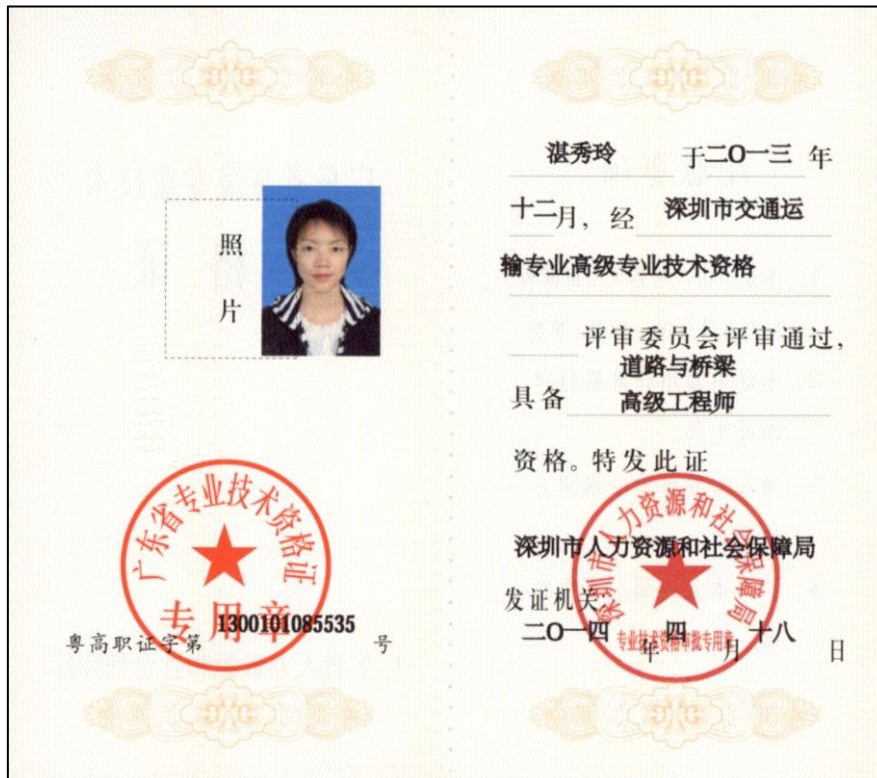 照
片
广东省专业技术资格证
专用章
粤高职证字第 1300101085535 号
湛秀玲 于二O一三 年
十二月，经 深圳市交通运
输专业高级专业技术资格
评审委员会评审通过，
道路与桥梁
具备 高级工程师
资格。特发此证
深圳市人力资源和社会保障局
深圳市人力资源和社会保障局
发证机关：
二O一四 年 四 月 十八 日
专业技术资格审批专用章